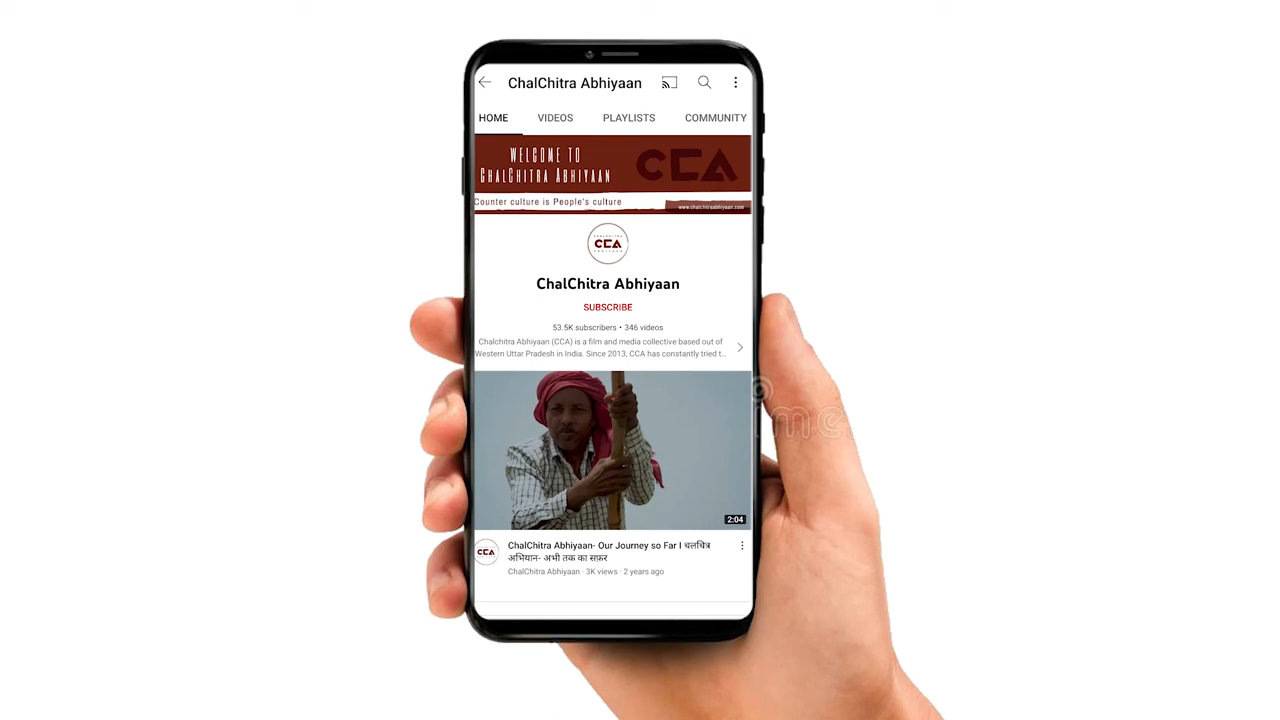 ChalChitra Abhiyaan
HOME VIDEOS PLAYLISTS COMMUNITY
WELCOME TO
CHALCHITRA ABHIYAAN
CCA
Counter culture is People's culture
www.chalchitraabhiyaan.com
CHALCHITRA
CCA
ABHIYAAN
ChalChitra Abhiyaan
SUBSCRIBE
53.5K subscribers • 346 videos
Chalchitra Abhiyaan (CCA) is a film and media collective based out of
Western Uttar Pradesh in India. Since 2013, CCA has constantly tried t...
2:04
CCA
ChalChitra Abhiyaan- Our Journey so Far I चलचित्र
अभियान- अभी तक का सफ़र
ChalChitra Abhiyaan · 3K views · 2 years ago